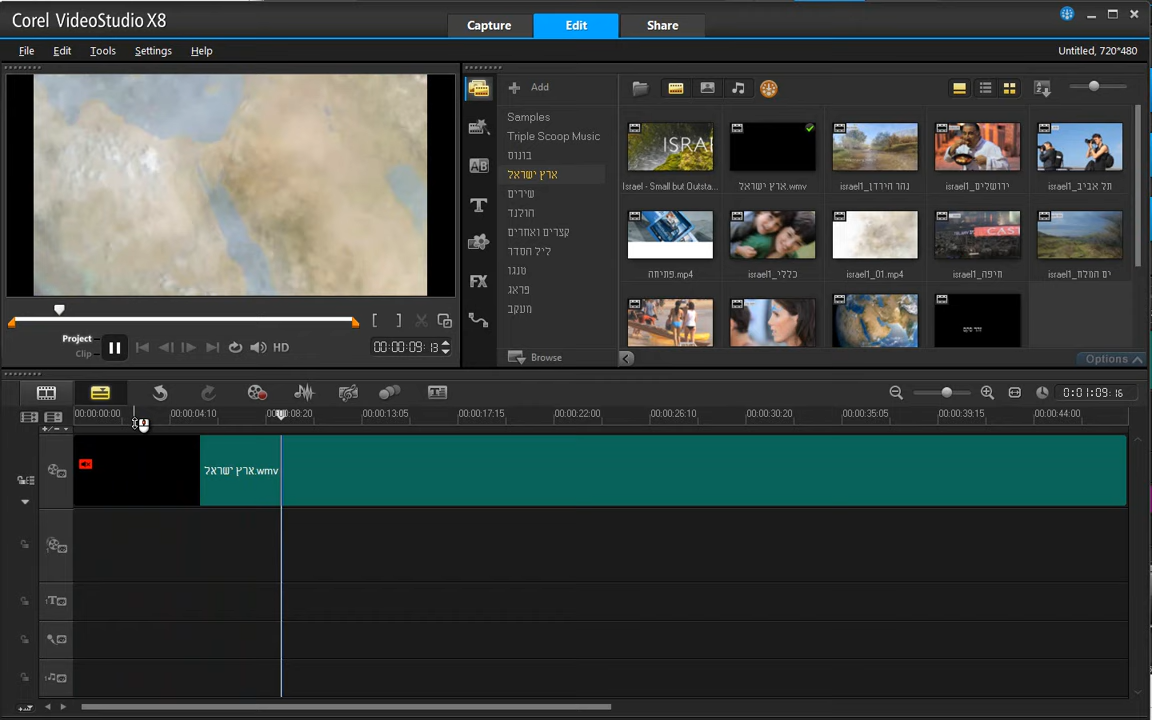 Corel VideoStudio X8
Capture
Edit
Share
File
Edit
Tools
Settings
Help
Untitled, 720*480
Add
Samples
Triple Scoop Music
בונוס
ארץ ישראל
שירים
הולנד
קצרים ואחרים
ליל הסדר
טנגו
פראג
מעקב
Browse
ISRA
Israel - Small but Outsta...
ארץ ישראל.wmv
israel1_נהר הירדן
israel1_ירושלים
israel1_תל אביב
פתיחה.mp4
israel1_כללי
israel1_01.mp4
israel1_חיפה
israel1_ים המלח
CAS
Options
Project
Clip
HD
00:00:09:13
0:01:09:16
00:00:00:00
00:00:04:10
00:00:08:20
00:00:13:05
00:00:17:15
00:00:22:00
00:00:26:10
00:00:30:20
00:00:35:05
00:00:39:15
00:00:44:00
ארץ ישראל.wmv